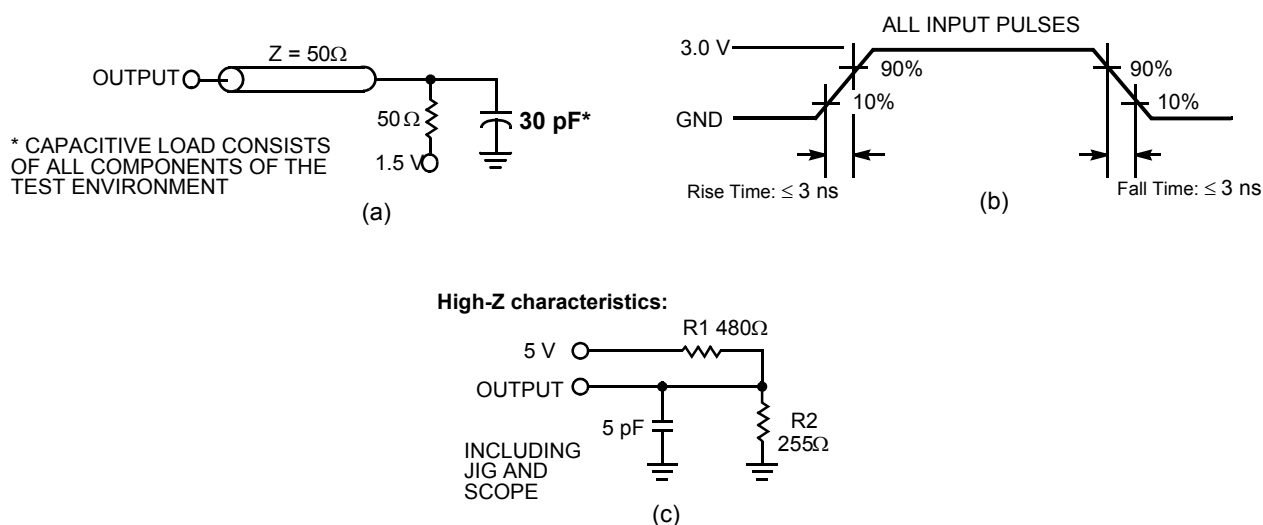 Z = 50Ω
OUTPUT
50Ω
30 pF*
1.5 V
* CAPACITIVE LOAD CONSISTS
OF ALL COMPONENTS OF THE
TEST ENVIRONMENT
(a)
ALL INPUT PULSES
3.0 V
90%
90%
10%
10%
GND
Rise Time: ≤ 3 ns
Fall Time: ≤ 3 ns
(b)
High-Z characteristics:
R1 480Ω
5 V
OUTPUT
5 pF
R2
255Ω
INCLUDING
JIG AND
SCOPE
(c)